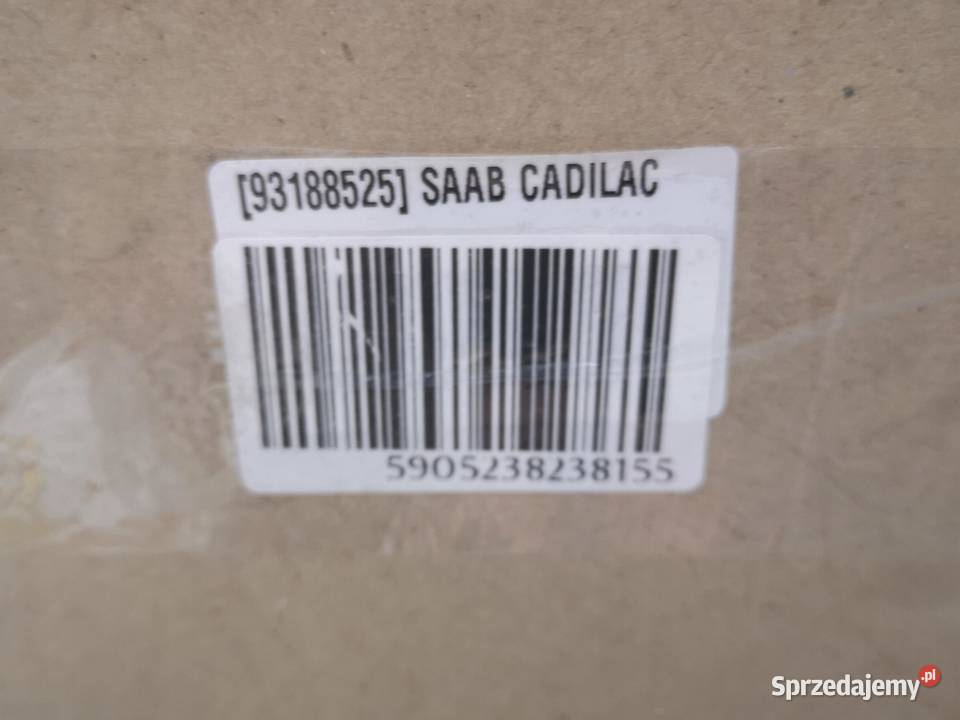 [93188525] SAAB CADILAC
5905238238155
Sprzedajemy.pl